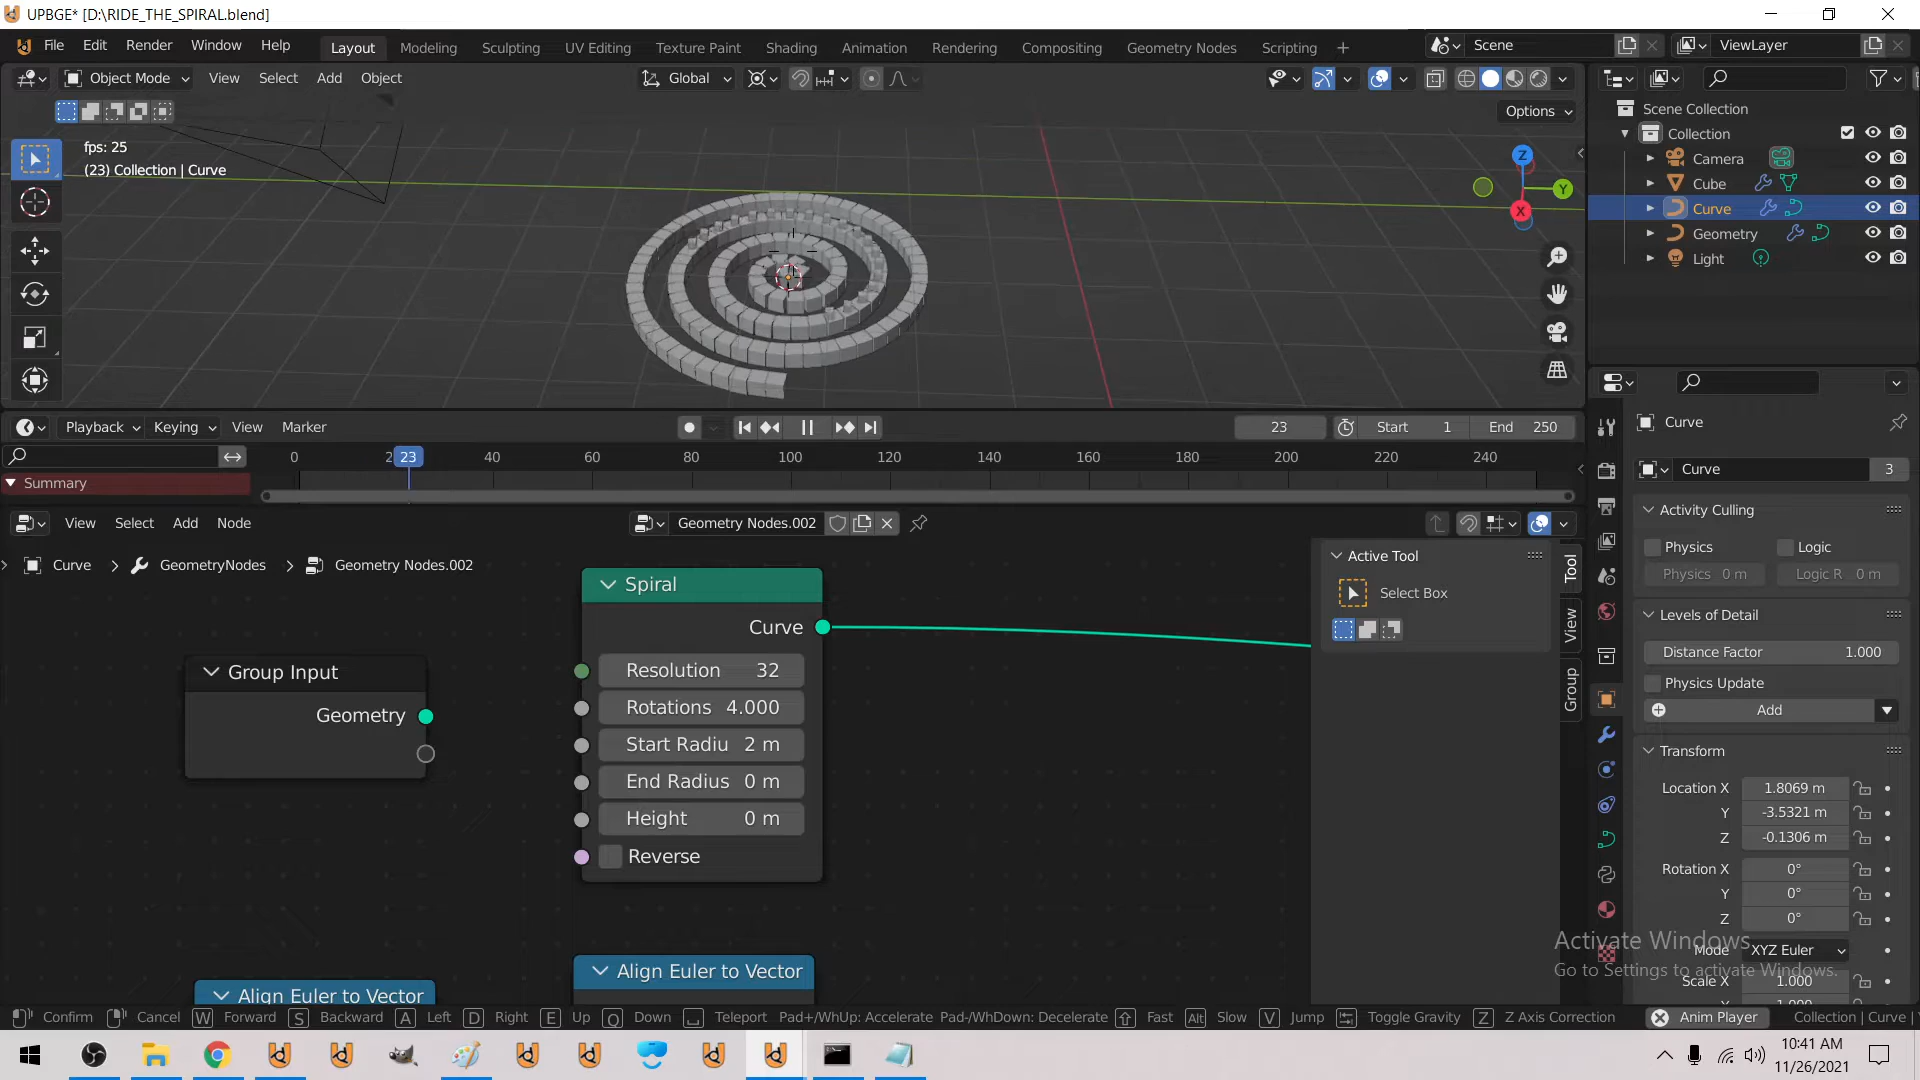 UPBGE* [D:\RIDE_THE_SPIRAL.blend]
File Edit Render Window Help
Layout Modeling Sculpting UV Editing Texture Paint Shading Animation Rendering Compositing Geometry Nodes Scripting +
Scene
ViewLayer
Object Mode View Select Add Object
Global
Options
fps: 25
(23) Collection | Curve
Z
Y
X
Scene Collection
Collection
Camera
Cube
Curve
Geometry
Light
Playback Keying View Marker
23
Start 1
End 250
0 2 23 40 60 80 100 120 140 160 180 200 220 240
Summary
View Select Add Node
Geometry Nodes.002
Curve > GeometryNodes > Geometry Nodes.002
Group Input
Geometry
Spiral
Curve
Resolution 32
Rotations 4.000
Start Radiu 2 m
End Radius 0 m
Height 0 m
Reverse
Align Euler to Vector
Align Euler to Vector
Active Tool
Select Box
Tool
View
Group
Curve
Curve 3
Activity Culling
Physics Logic
Physics 0 m Logic R 0 m
Levels of Detail
Distance Factor 1.000
Physics Update
Add
Transform
Location X 1.8069 m
Y -3.5321 m
Z -0.1306 m
Rotation X 0°
Y 0°
Z 0°
Mode XYZ Euler
Scale X 1.000
Activate Windows
Go to Settings to activate Windows.
Confirm Cancel W Forward S Backward A Left D Right E Up Q Down Teleport Pad+/WhUp: Accelerate Pad-/WhDown: Decelerate Fast Alt Slow V Jump Toggle Gravity Z Z Axis Correction
Anim Player
Collection | Curve
10:41 AM
11/26/2021